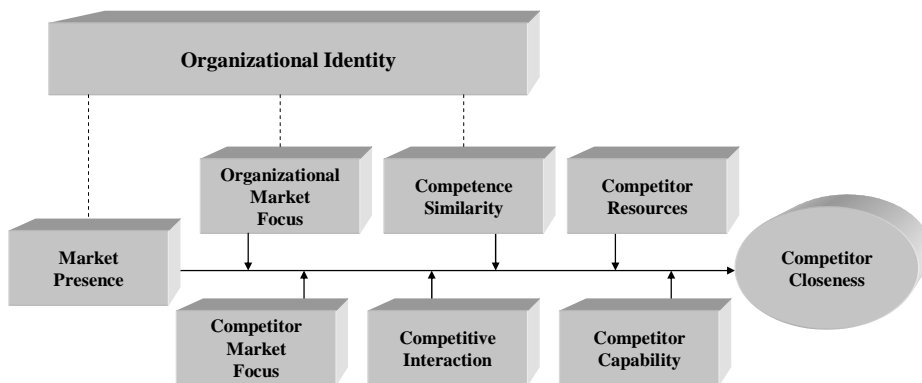 Organizational Identity
Organizational
Market
Focus
Competence
Similarity
Competitor
Resources
Market
Presence
Competitor
Closeness
Competitor
Market
Focus
Competitive
Interaction
Competitor
Capability